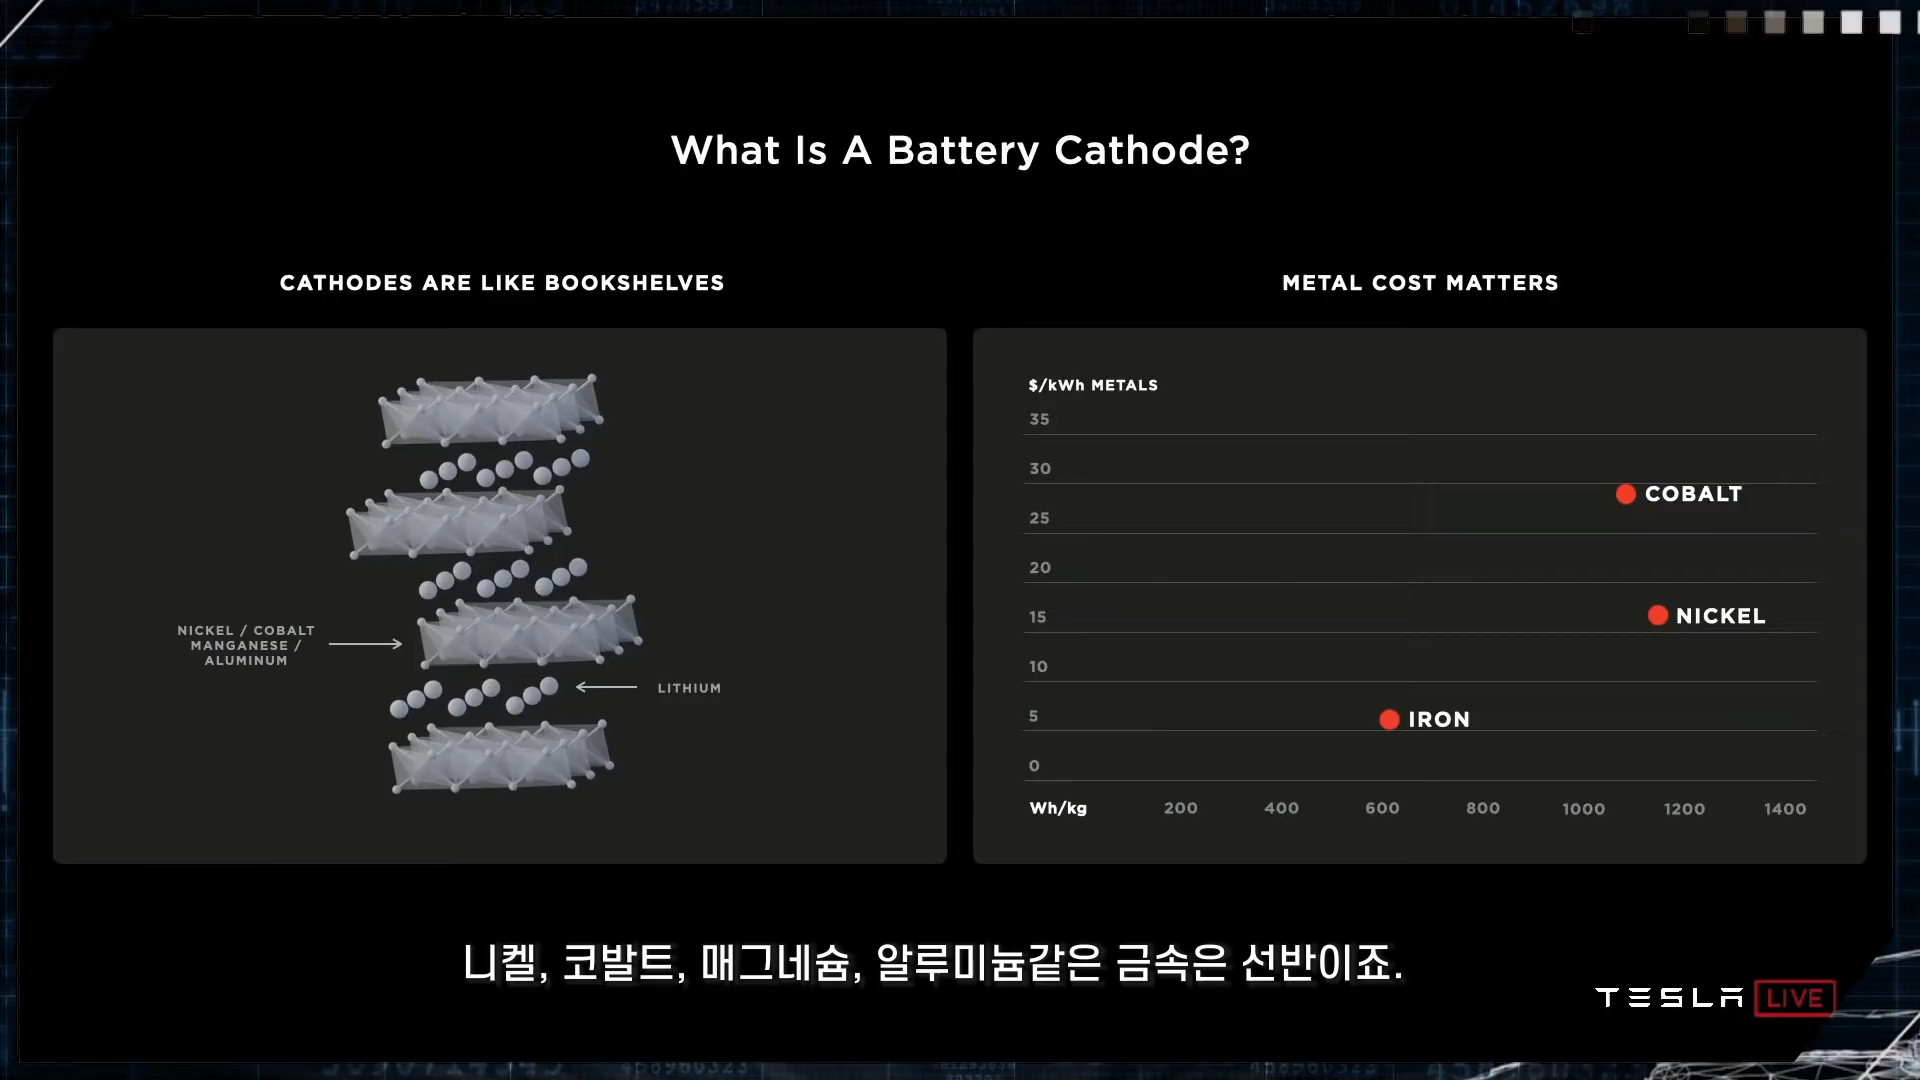 What Is A Battery Cathode?
CATHODES ARE LIKE BOOKSHELVES
NICKEL / COBALT
MANGANESE /
ALUMINUM
LITHIUM
METAL COST MATTERS
$/kWh METALS
35
30
COBALT
25
20
15
NICKEL
10
5
IRON
0
Wh/kg 200 400 600 800 1000 1200 1400
니켈, 코발트, 매그네슘, 알루미늄같은 금속은 선반이죠.
TESLA LIVE